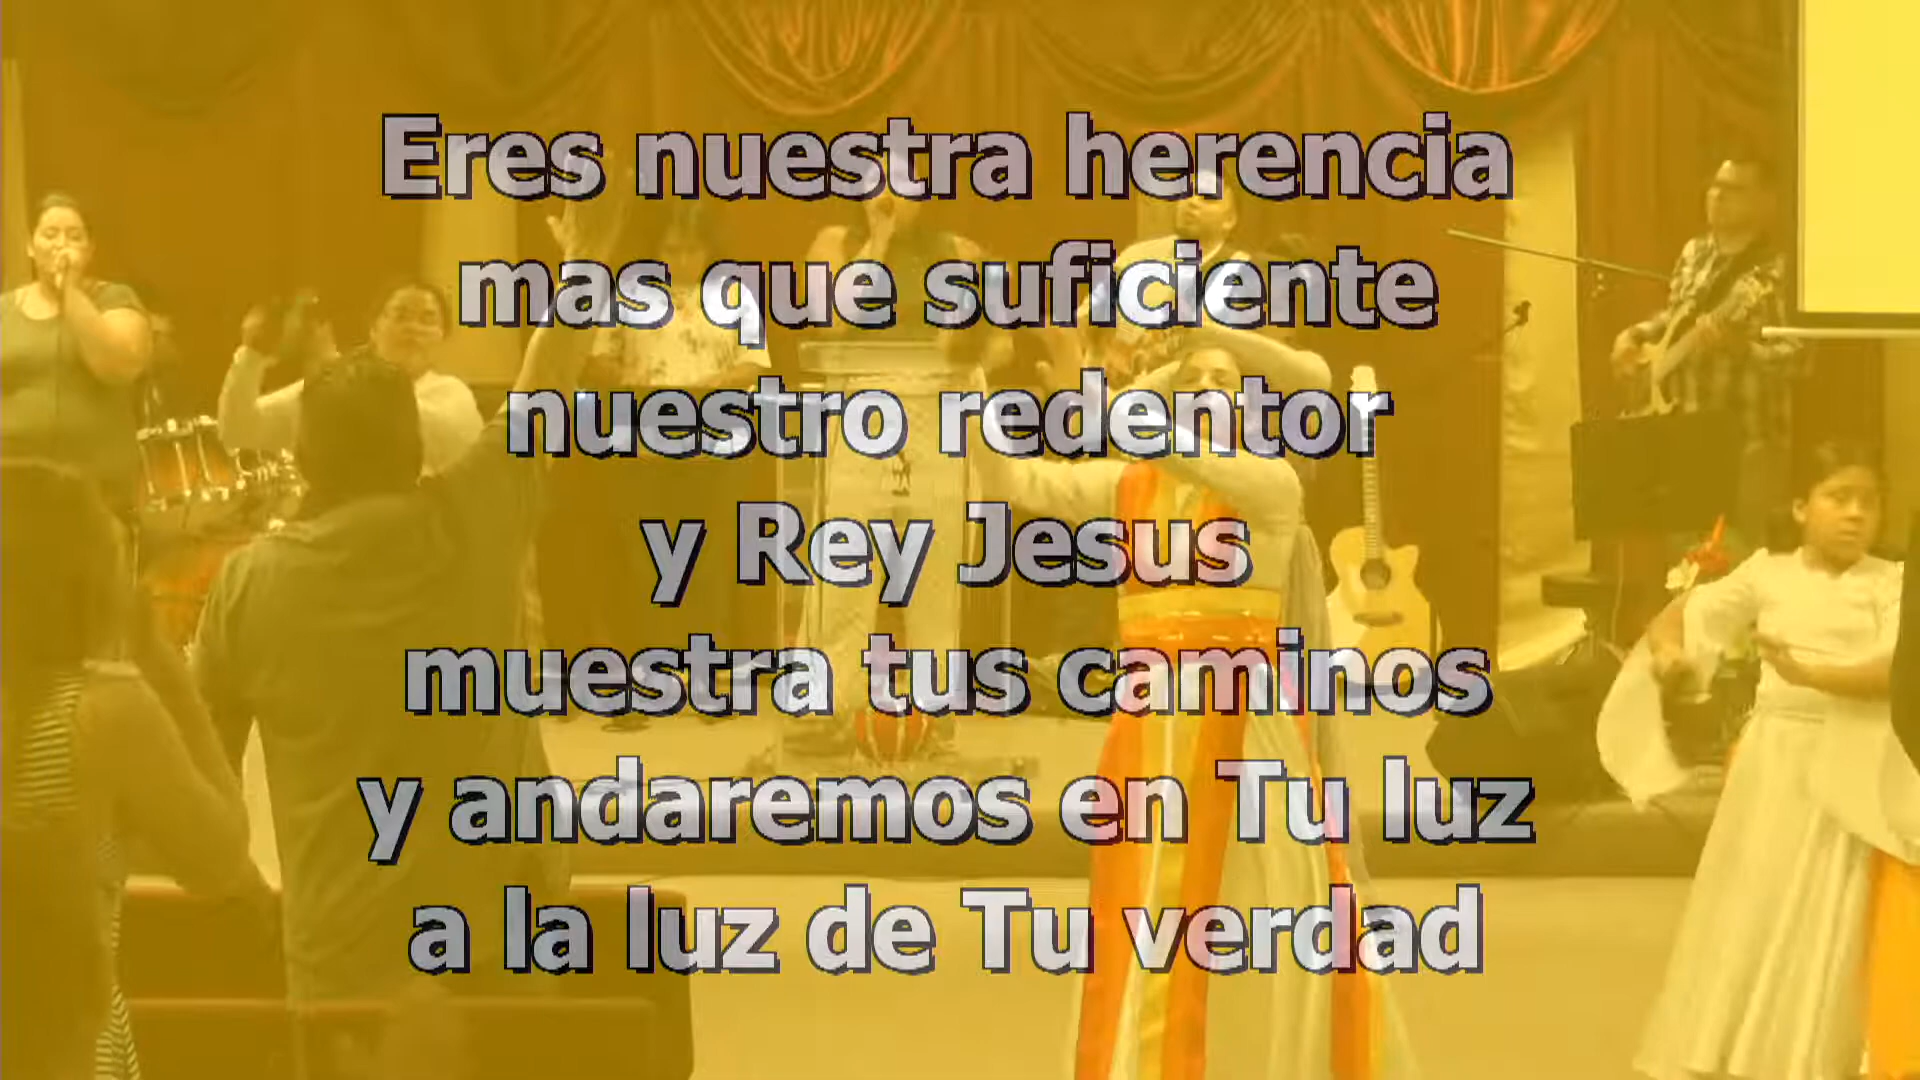 Eres nuestra herencia
mas que suficiente
nuestro redentor
y Rey Jesus
muestra tus caminos
y andaremos en Tu luz
a la luz de Tu verdad